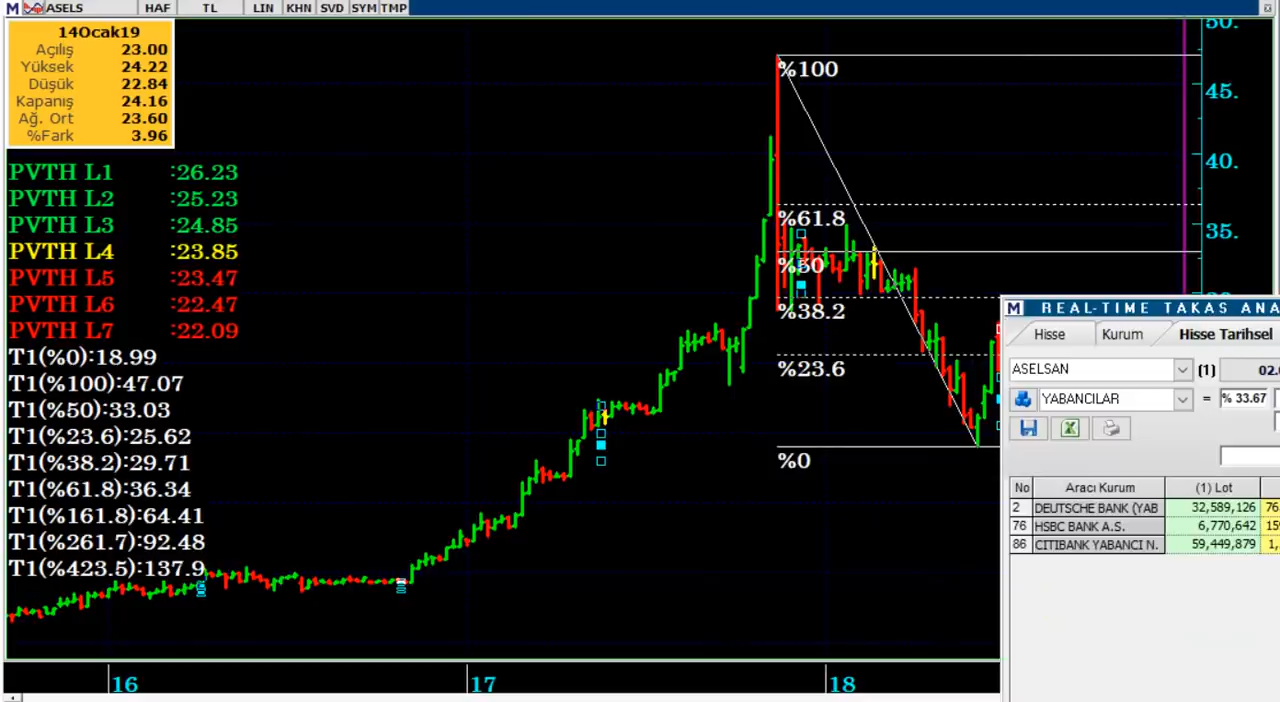 M ASELS HAF TL LIN KHN SVD SYM TMP
14Ocak19
Açılış 23.00
Yüksek 24.22
Düşük 22.84
Kapanış 24.16
Ağ. Ort 23.60
%Fark 3.96
PVTH L1 :26.23
PVTH L2 :25.23
PVTH L3 :24.85
PVTH L4 :23.85
PVTH L5 :23.47
PVTH L6 :22.47
PVTH L7 :22.09
T1(%0):18.99
T1(%100):47.07
T1(%50):33.03
T1(%23.6):25.62
T1(%38.2):29.71
T1(%61.8):36.34
T1(%161.8):64.41
T1(%261.7):92.48
T1(%423.5):137.9
%100
%61.8
%50
%38.2
%23.6
%0
50.
45.
40.
35.
16 17 18
M REAL-TIME TAKAS ANA
Hisse Kurum Hisse Tarihsel
ASELSAN (1) 02.
YABANCILAR = % 33.67
No Aracı Kurum (1) Lot
2 DEUTSCHE BANK (YAB 32,589,126 76
76 HSBC BANK A.S. 6,770,642 15
86 CITIBANK YABANCI N. 59,449,879 1,